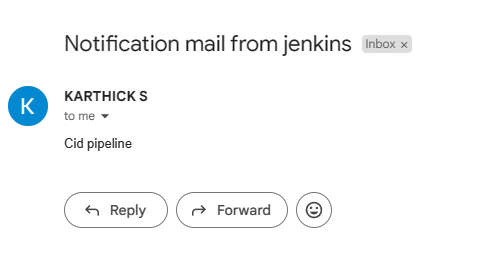 Notification mail from jenkins Inbox ×
K
KARTHICK S
to me
Cid pipeline
Reply Forward